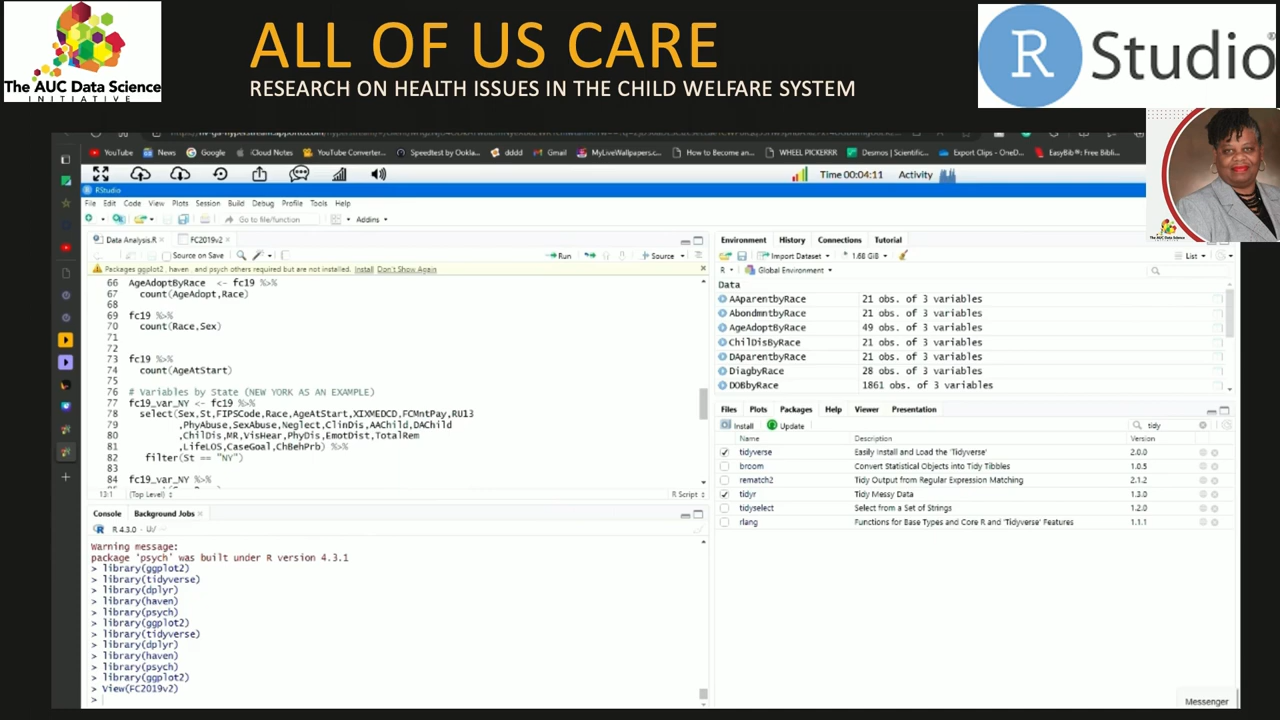 The AUC Data Science
INITIATIVE
ALL OF US CARE
RESEARCH ON HEALTH ISSUES IN THE CHILD WELFARE SYSTEM
R Studio
YouTube News Google iCloud Notes YouTube Converter... Speedtest by Ookla... dddd Gmail MyLiveWallpapers.c... How to Become an... WHEEL PICKERRR Desmos | Scientific... Export Clips - OneD... EasyBib®: Free Bibli...
Time 00:04:11 Activity
RStudio
File Edit Code View Plots Session Build Debug Profile Tools Help
Go to file/function Addins
Data Analysis.R FC2019v2
Source on Save Run Source
Packages ggplot2, haven, and psych others required but are not installed. Install Don't Show Again
66 AgeAdoptByRace <- fc19 %>%
67 count(AgeAdopt,Race)
68
69 fc19 %>%
70 count(Race,Sex)
71
72
73 fc19 %>%
74 count(AgeAtStart)
75
76 # Variables by State (NEW YORK AS AN EXAMPLE)
77 fc19_var_NY <- fc19 %>%
78 select(Sex,St,FIPSCode,Race,AgeAtStart,XIXMEDCD,FCMntPay,RU13
79 ,PhyAbuse,SexAbuse,Neglect,ClinDis,AAChild,DAChild
80 ,ChilDis,MR,VisHear,PhyDis,EmotDist,TotalRem
81 ,LifeLOS,CaseGoal,ChBehPrb) %>%
82 filter(St == "NY")
83
84 fc19_var_NY %>%
13:1 (Top Level) R Script
Console Background Jobs
R 4.3.0 · U:/
Warning message:
package 'psych' was built under R version 4.3.1
> library(ggplot2)
> library(tidyverse)
> library(dplyr)
> library(haven)
> library(psych)
> library(ggplot2)
> library(tidyverse)
> library(dplyr)
> library(haven)
> library(psych)
> library(ggplot2)
> View(FC2019v2)
>
Environment History Connections Tutorial
Import Dataset 1.68 GiB List
R Global Environment
Data
AAparentbyRace 21 obs. of 3 variables
AbondmntbyRace 21 obs. of 3 variables
AgeAdoptbyRace 49 obs. of 3 variables
ChilDisByRace 21 obs. of 3 variables
DAparentbyRace 21 obs. of 3 variables
DiagbyRace 28 obs. of 3 variables
DOBbyRace 1861 obs. of 3 variables
Files Plots Packages Help Viewer Presentation
Install Update tidy
Name Description Version
tidyverse Easily Install and Load the 'Tidyverse' 2.0.0
broom Convert Statistical Objects into Tidy Tibbles 1.0.5
rematch2 Tidy Output from Regular Expression Matching 2.1.2
tidyr Tidy Messy Data 1.3.0
tidyselect Select from a Set of Strings 1.2.0
rlang Functions for Base Types and Core R and 'Tidyverse' Features 1.1.1
Messenger